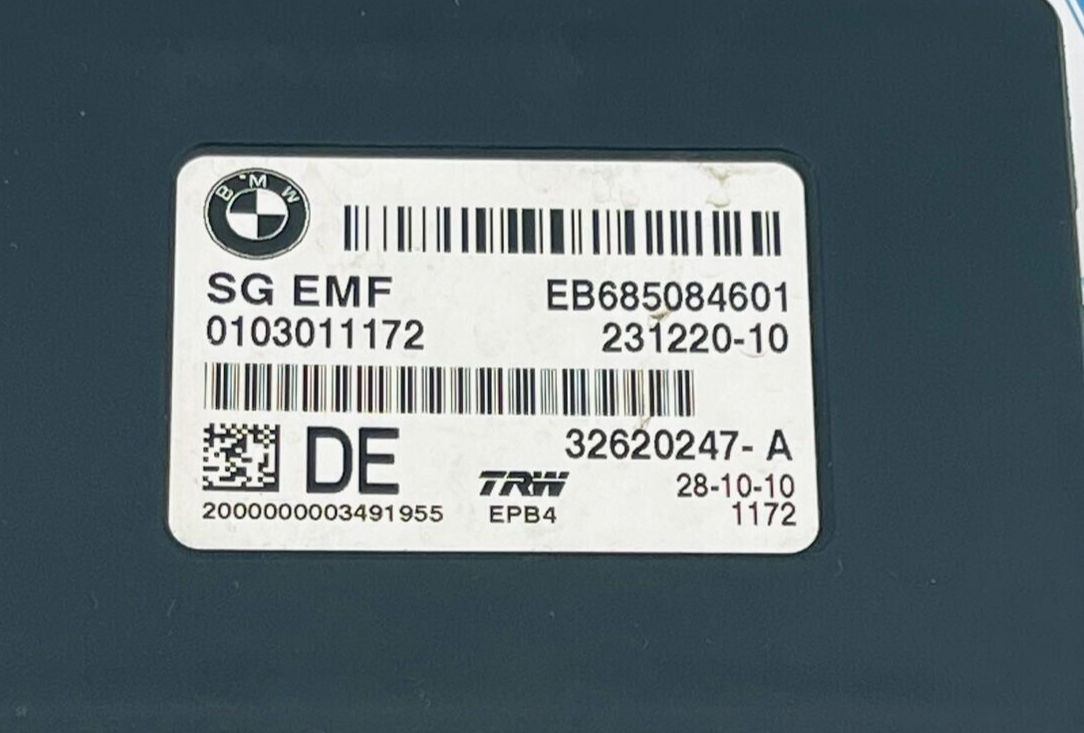 BMW
SG EMF EB685084601
0103011172 231220-10
DE 32620247- A
TRW 28-10-10
2000000003491955 EPB4 1172